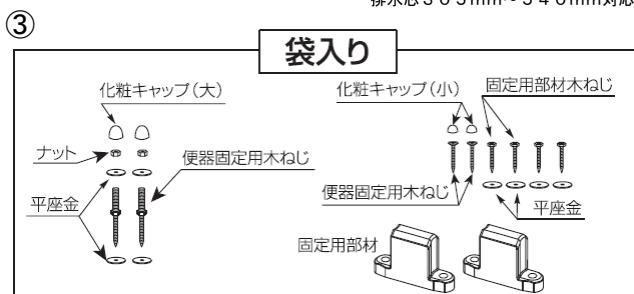 排水芯305mm~540mm対応
③
袋入り
化粧キャップ(大)
ナット
便器固定用木ねじ
平座金
化粧キャップ(小)
固定用部材木ねじ
便器固定用木ねじ
平座金
固定用部材